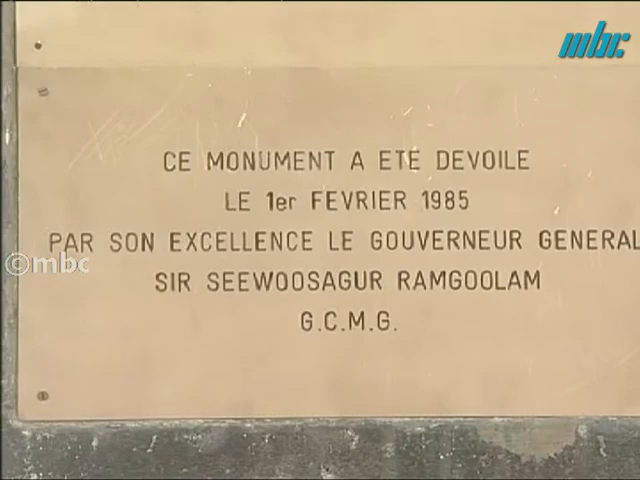 mbc
CE MONUMENT A ETE DEVOILE
LE 1er FEVRIER 1985
PAR SON EXCELLENCE LE GOUVERNEUR GENERAL
SIR SEEWOOSAGUR RAMGOOLAM
G.C.M.G.
©mbc